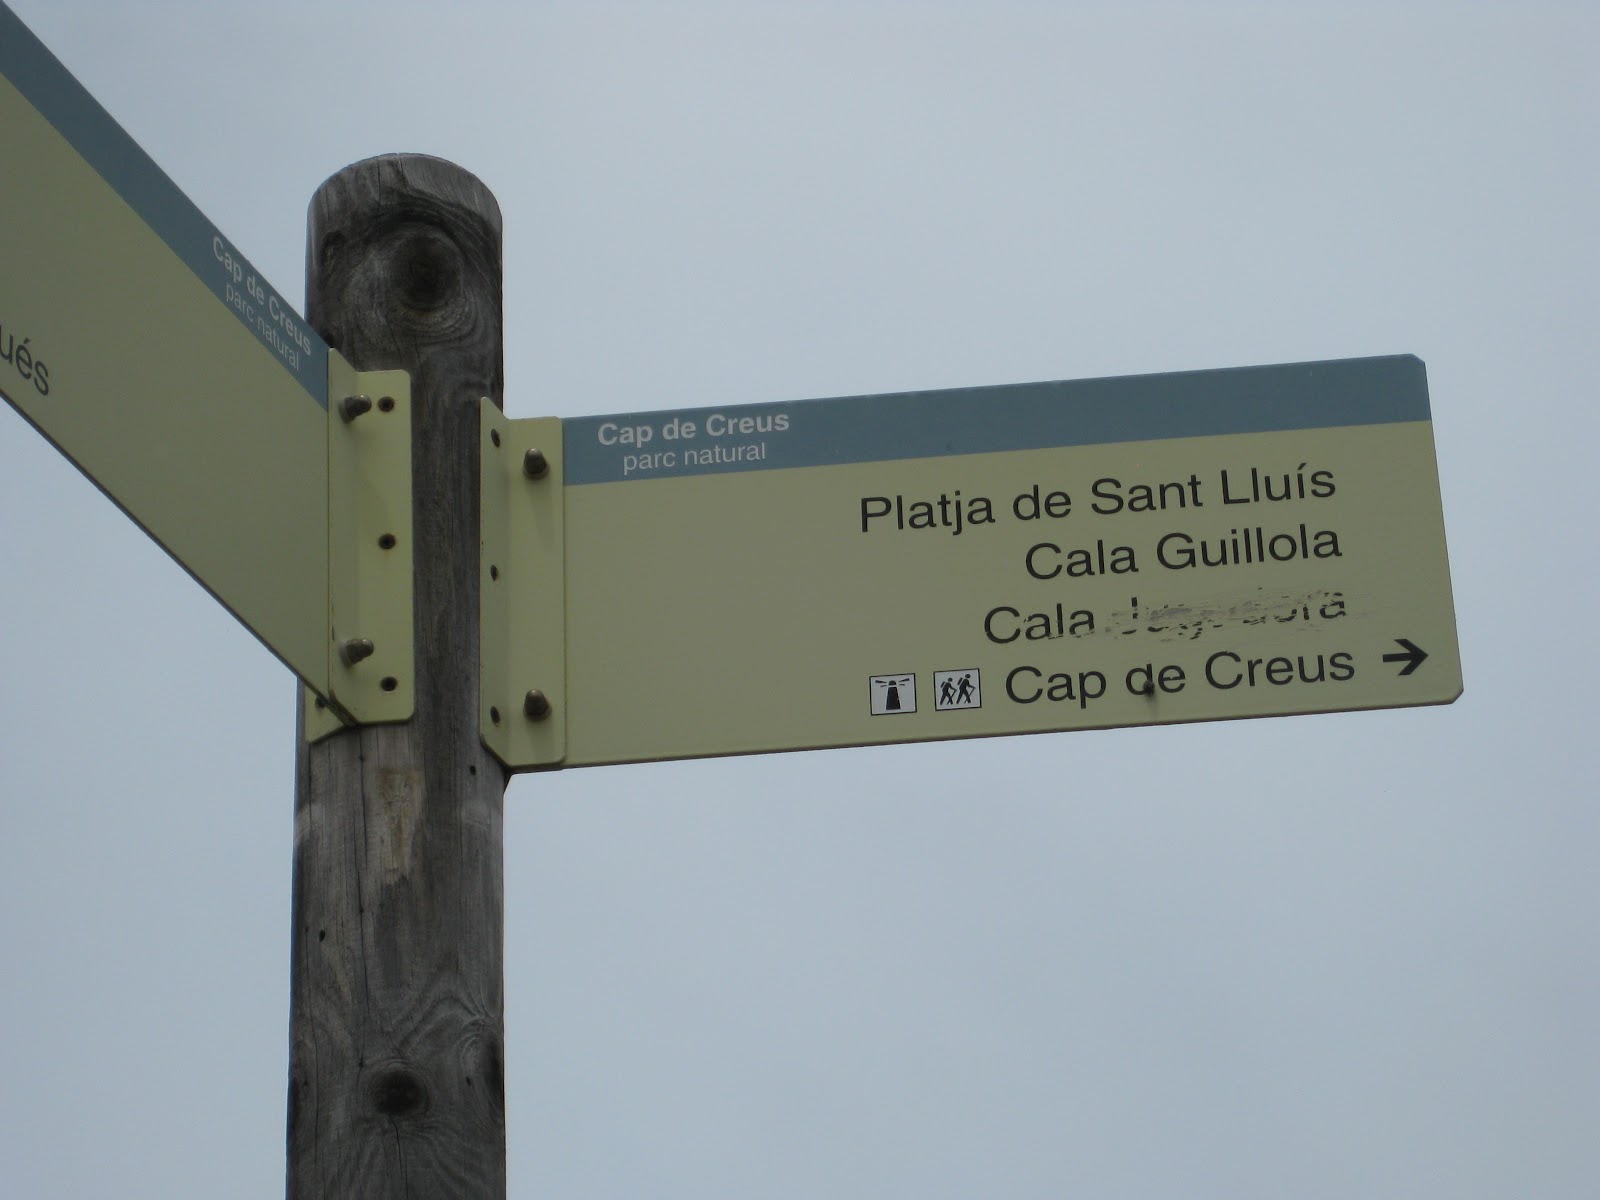 Cap de Creus
parc natural
ués
Cap de Creus
parc natural
Platja de Sant Lluís
Cala Guillola
Cala
Cap de Creus